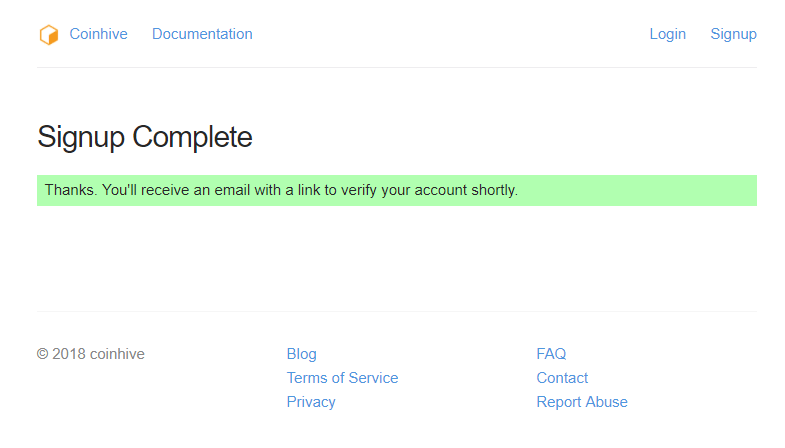 Coinhive Documentation Login Signup
Signup Complete
Thanks. You'll receive an email with a link to verify your account shortly.
© 2018 coinhive
Blog
Terms of Service
Privacy
FAQ
Contact
Report Abuse